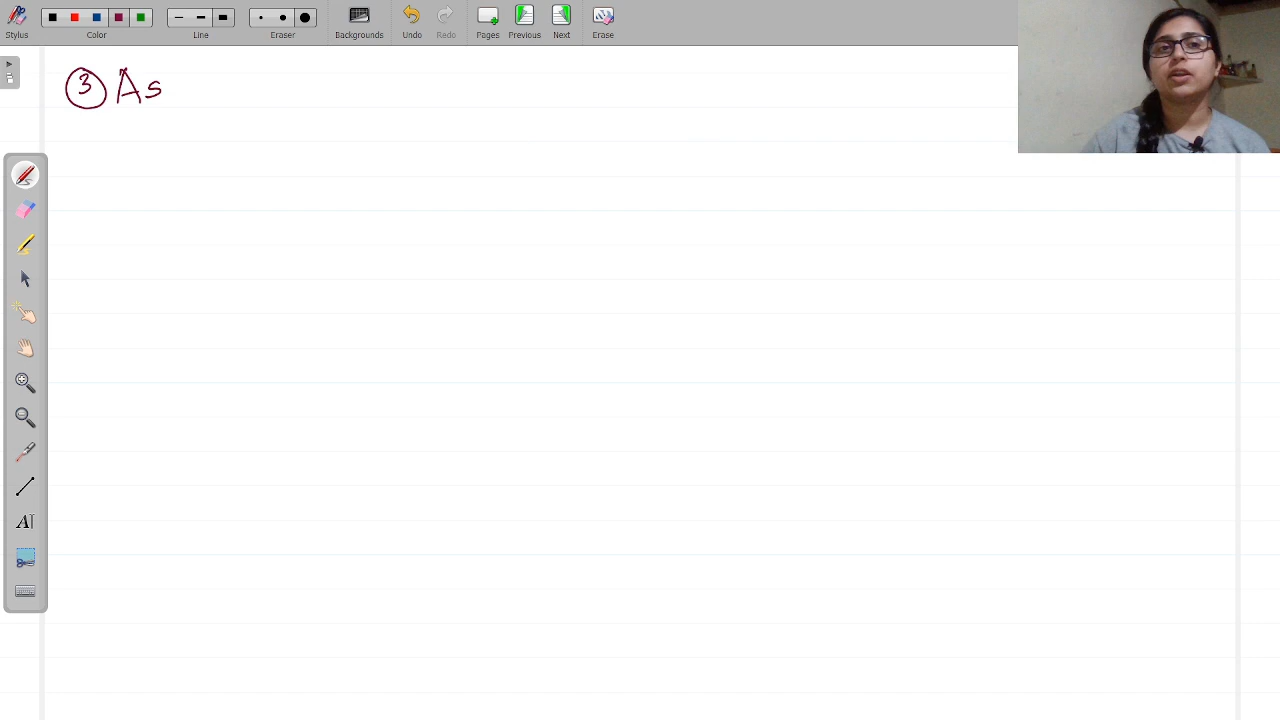 Stylus
Color
Line
Eraser
Backgrounds
Undo
Redo
Pages
Previous
Next
Erase
③ As
A